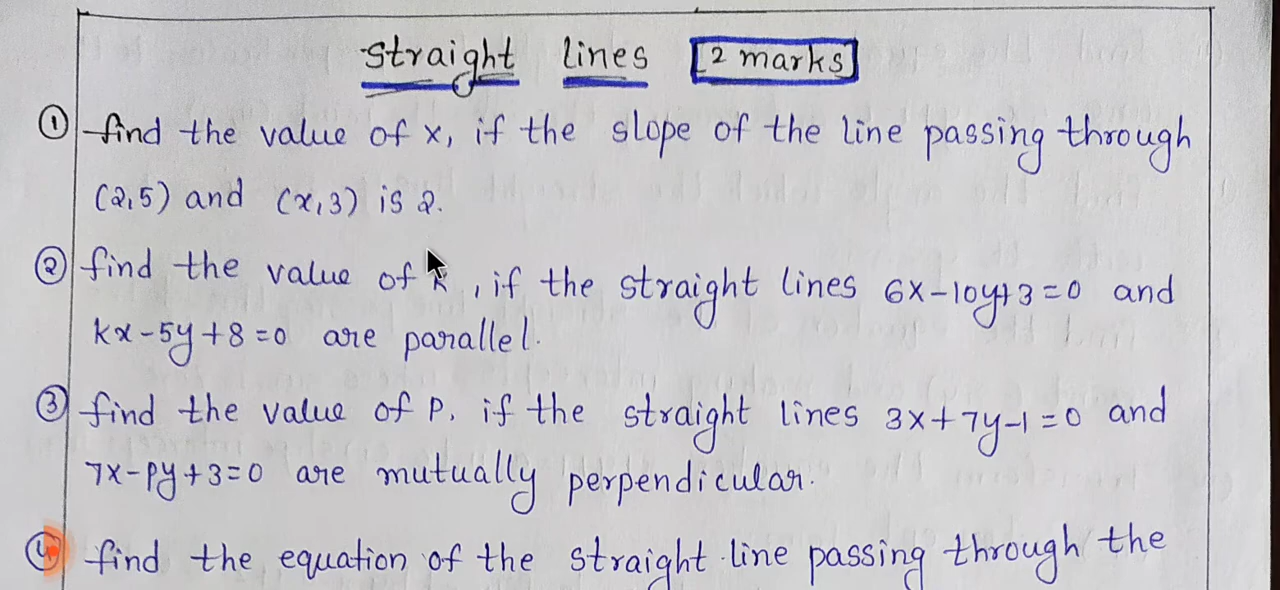 straight lines [2 marks]
① find the value of x, if the slope of the line passing through
(2,5) and (x,3) is 2.
② find the value of k, if the straight lines 6x-10y+3=0 and
kx-5y+8=0 are parallel.
③ find the value of P. if the straight lines 3x+7y-1=0 and
7x-py+3=0 are mutually perpendicular.
④ find the equation of the straight line passing through the